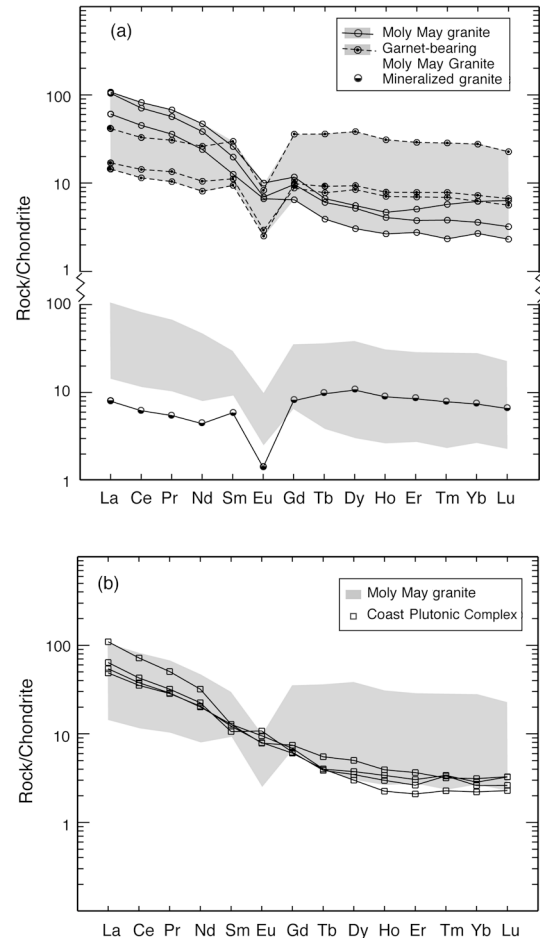 (a)
Moly May granite
Garnet-bearing
Moly May Granite
Mineralized granite
100
10
1
100
10
1
Rock/Chondrite
La Ce Pr Nd Sm Eu Gd Tb Dy Ho Er Tm Yb Lu
(b)
Moly May granite
Coast Plutonic Complex
100
10
1
Rock/Chondrite
La Ce Pr Nd Sm Eu Gd Tb Dy Ho Er Tm Yb Lu